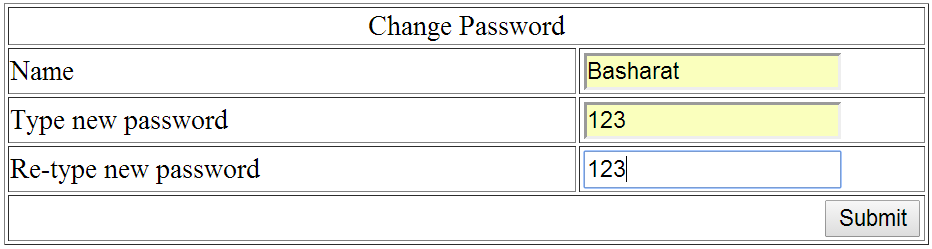 Change Password
Name Basharat
Type new password 123
Re-type new password 123
Submit